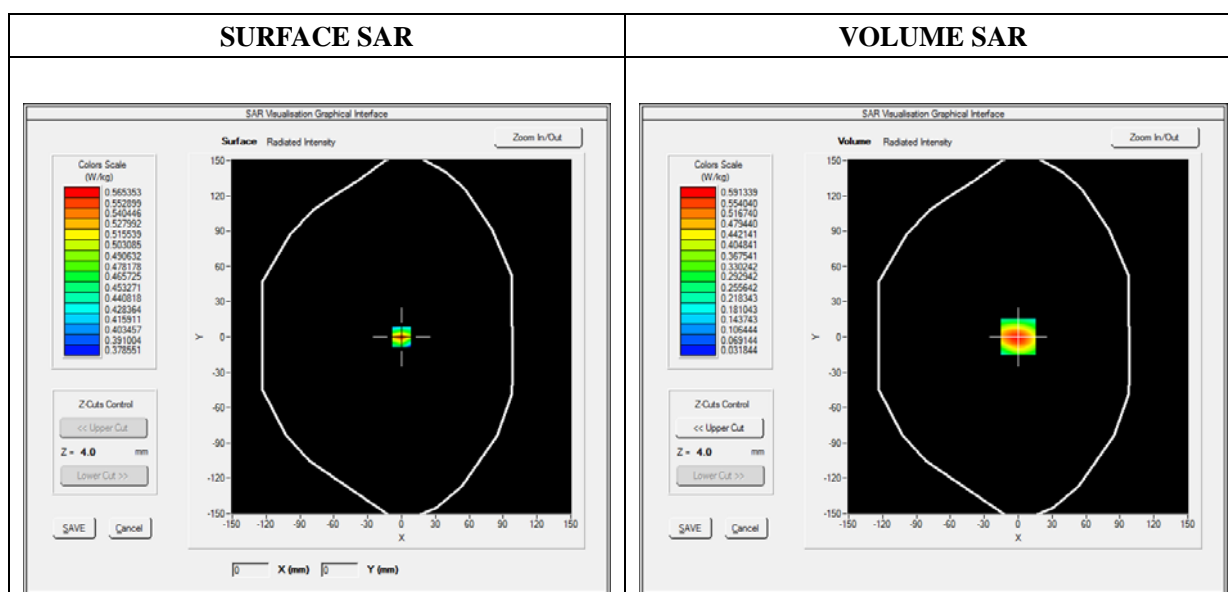 SURFACE SAR
VOLUME SAR
SAR Visualisation Graphical Interface
Surface Radiated Intensity
Zoom In/Out
Colors Scale
(W/kg)
0.565353
0.552899
0.540446
0.527992
0.515539
0.503085
0.490632
0.478178
0.465725
0.453271
0.440818
0.428364
0.415911
0.403457
0.391004
0.378551
Z-Cuts Control
<< Upper Cut
Z = 4.0 mm
Lower Cut >>
SAVE Cancel
150
120
90
60
30
0
-30
-60
-90
-120
-150
Y
-150 -120 -90 -60 -30 0 30 60 90 120 150
X
0 X (mm) 0 Y (mm)
SAR Visualisation Graphical Interface
Volume Radiated Intensity
Zoom In/Out
Colors Scale
(W/kg)
0.591339
0.554040
0.516740
0.479440
0.442141
0.404841
0.367541
0.330242
0.292942
0.255642
0.218343
0.181043
0.143743
0.106444
0.069144
0.031844
Z-Cuts Control
<< Upper Cut
Z = 4.0 mm
Lower Cut >>
SAVE Cancel
150
120
90
60
30
0
-30
-60
-90
-120
-150
Y
-150 -120 -90 -60 -30 0 30 60 90 120 150
X